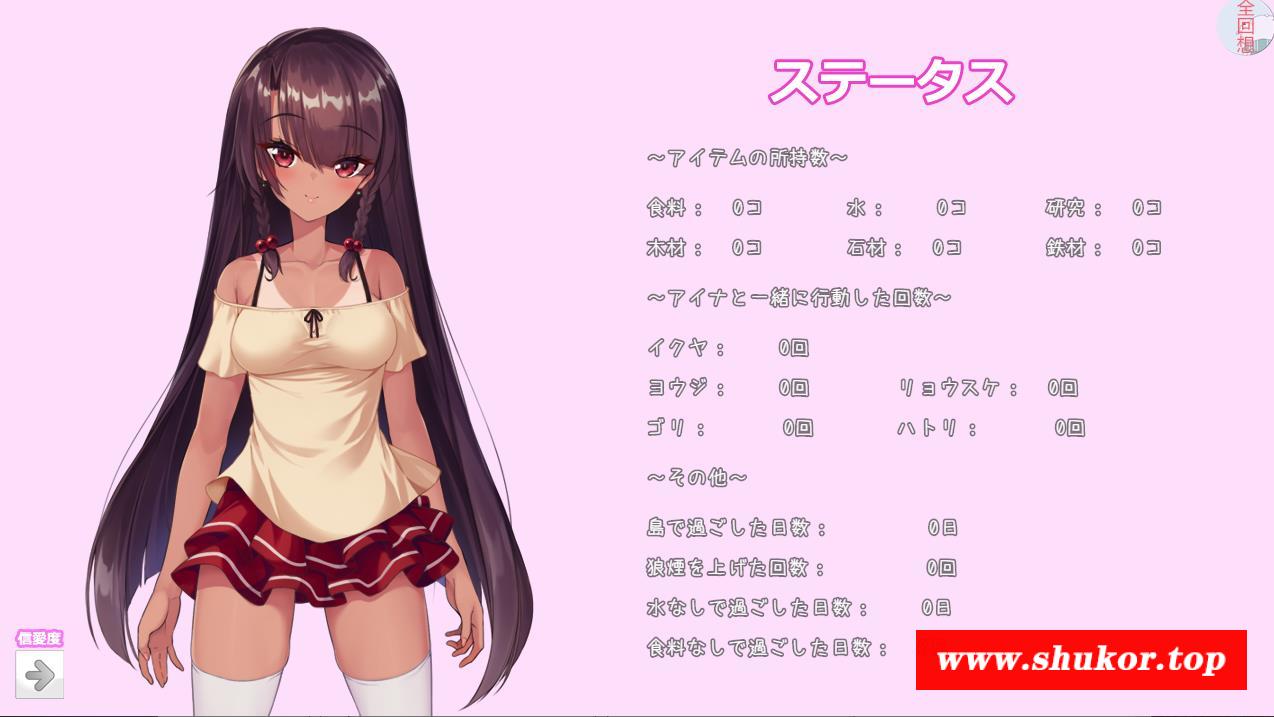 全回想
ステータス
～アイテムの所持数～
食料： 0コ 水： 0コ 研究： 0コ
木材： 0コ 石材： 0コ 鉄材： 0コ
～アイナと一緒に行動した回数～
イクヤ： 0回
ヨウジ： 0回 リョウスケ： 0回
ゴリ： 0回 ハトリ： 0回
～その他～
島で過ごした日数： 0日
狼煙を上げた回数： 0回
水なしで過ごした日数： 0日
食料なしで過ごした日数：
信愛度
www.shukor.top